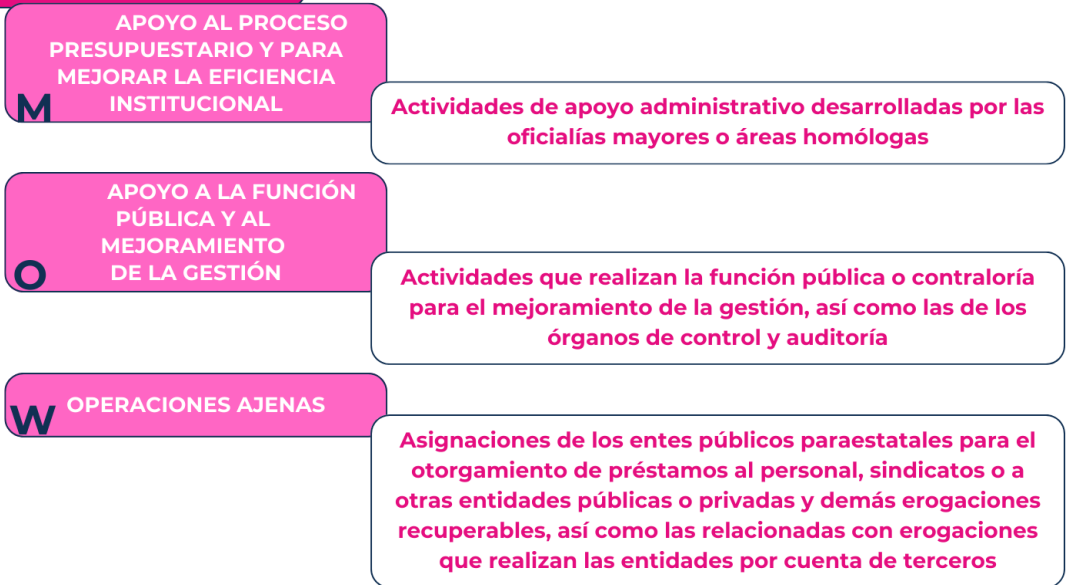 APOYO AL PROCESO
PRESUPUESTARIO Y PARA
MEJORAR LA EFICIENCIA
INSTITUCIONAL
M
Actividades de apoyo administrativo desarrolladas por las
oficialías mayores o áreas homólogas
APOYO A LA FUNCIÓN
PÚBLICA Y AL
MEJORAMIENTO
DE LA GESTIÓN
O
Actividades que realizan la función pública o contraloría
para el mejoramiento de la gestión, así como las de los
órganos de control y auditoría
W OPERACIONES AJENAS
Asignaciones de los entes públicos paraestatales para el
otorgamiento de préstamos al personal, sindicatos o a
otras entidades públicas o privadas y demás erogaciones
recuperables, así como las relacionadas con erogaciones
que realizan las entidades por cuenta de terceros